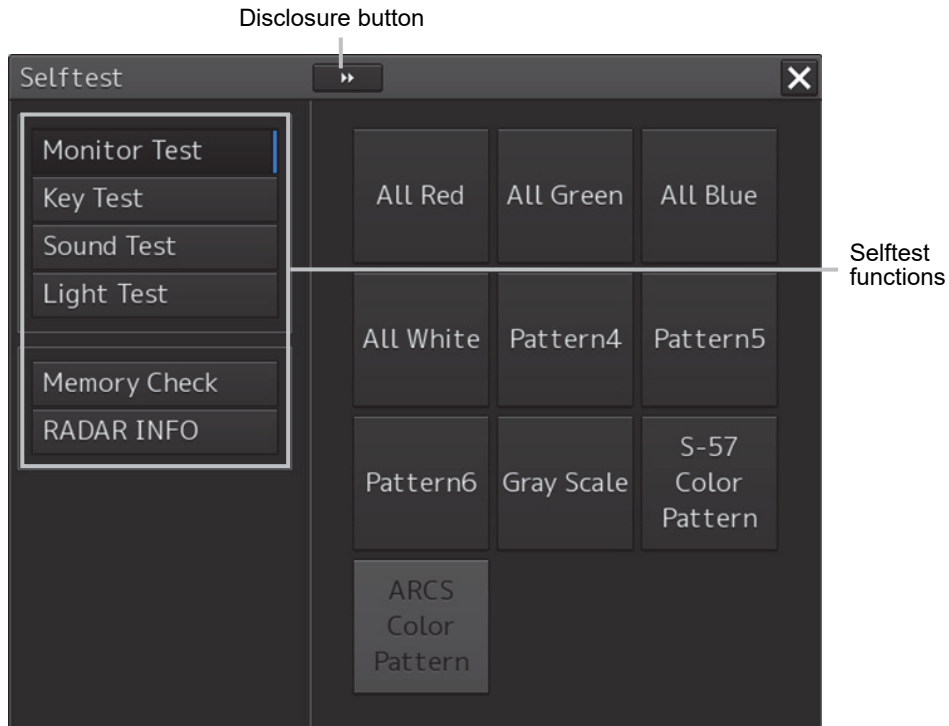 Disclosure button
Selftest
Monitor Test
Key Test
Sound Test
Light Test
Memory Check
RADAR INFO
All Red
All Green
All Blue
All White
Pattern4
Pattern5
Pattern6
Gray Scale
S-57
Color
Pattern
ARCS
Color
Pattern
Selftest
functions